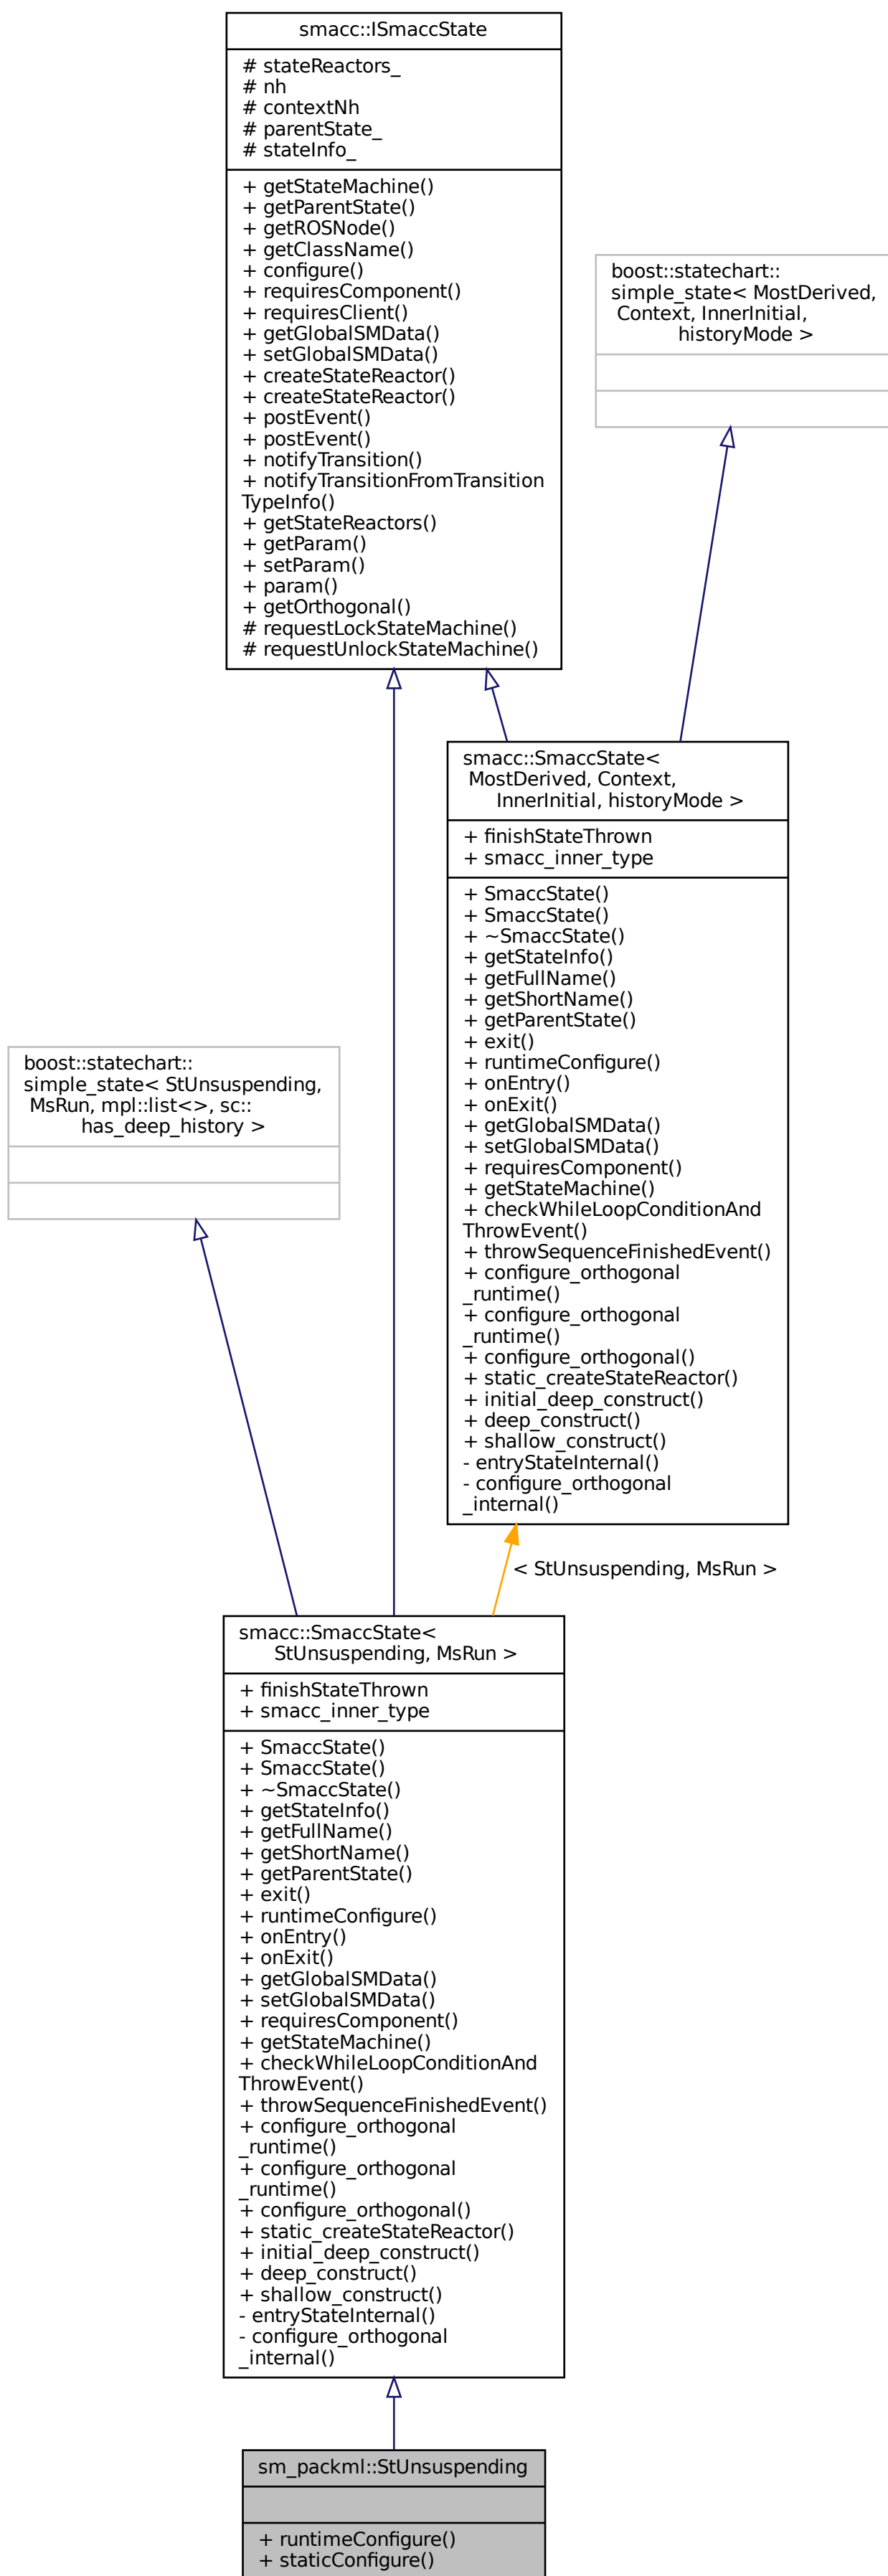 smacc::ISmaccState
# stateReactors_
# nh
# contextNh
# parentState_
# stateInfo_
+ getStateMachine()
+ getParentState()
+ getROSNode()
+ getClassName()
+ configure()
+ requiresComponent()
+ requiresClient()
+ getGlobalSMData()
+ setGlobalSMData()
+ createStateReactor()
+ createStateReactor()
+ postEvent()
+ postEvent()
+ notifyTransition()
+ notifyTransitionFromTransition
TypeInfo()
+ getStateReactors()
+ getParam()
+ setParam()
+ param()
+ getOrthogonal()
# requestLockStateMachine()
# requestUnlockStateMachine()
boost::statechart::
simple_state< MostDerived,
Context, InnerInitial,
historyMode >
smacc::SmaccState<
MostDerived, Context,
InnerInitial, historyMode >
+ finishStateThrown
+ smacc_inner_type
+ SmaccState()
+ SmaccState()
+ ~SmaccState()
+ getStateInfo()
+ getFullName()
+ getShortName()
+ getParentState()
+ exit()
+ runtimeConfigure()
+ onEntry()
+ onExit()
+ getGlobalSMData()
+ setGlobalSMData()
+ requiresComponent()
+ getStateMachine()
+ checkWhileLoopConditionAnd
ThrowEvent()
+ throwSequenceFinishedEvent()
+ configure_orthogonal
_runtime()
+ configure_orthogonal
_runtime()
+ configure_orthogonal()
+ static_createStateReactor()
+ initial_deep_construct()
+ deep_construct()
+ shallow_construct()
- entryStateInternal()
- configure_orthogonal
_internal()
boost::statechart::
simple_state< StUnsuspending,
MsRun, mpl::list<>, sc::
has_deep_history >
< StUnsuspending, MsRun >
smacc::SmaccState<
StUnsuspending, MsRun >
+ finishStateThrown
+ smacc_inner_type
+ SmaccState()
+ SmaccState()
+ ~SmaccState()
+ getStateInfo()
+ getFullName()
+ getShortName()
+ getParentState()
+ exit()
+ runtimeConfigure()
+ onEntry()
+ onExit()
+ getGlobalSMData()
+ setGlobalSMData()
+ requiresComponent()
+ getStateMachine()
+ checkWhileLoopConditionAnd
ThrowEvent()
+ throwSequenceFinishedEvent()
+ configure_orthogonal
_runtime()
+ configure_orthogonal
_runtime()
+ configure_orthogonal()
+ static_createStateReactor()
+ initial_deep_construct()
+ deep_construct()
+ shallow_construct()
- entryStateInternal()
- configure_orthogonal
_internal()
sm_packml::StUnsuspending
+ runtimeConfigure()
+ staticConfigure()